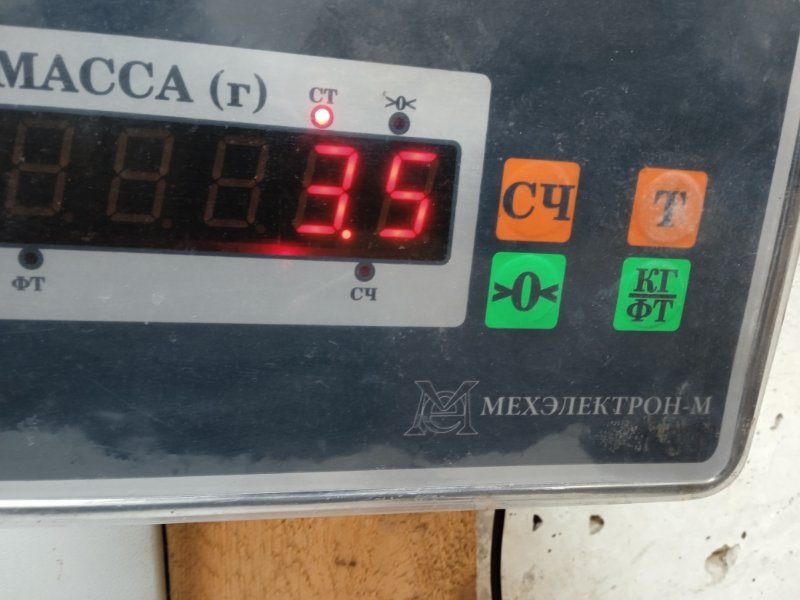 МАССА (г)
СТ >0<
3.5
ФТ СЧ
СЧ Т
>0< КГ
ФТ
МЕХЭЛЕКТРОН-М